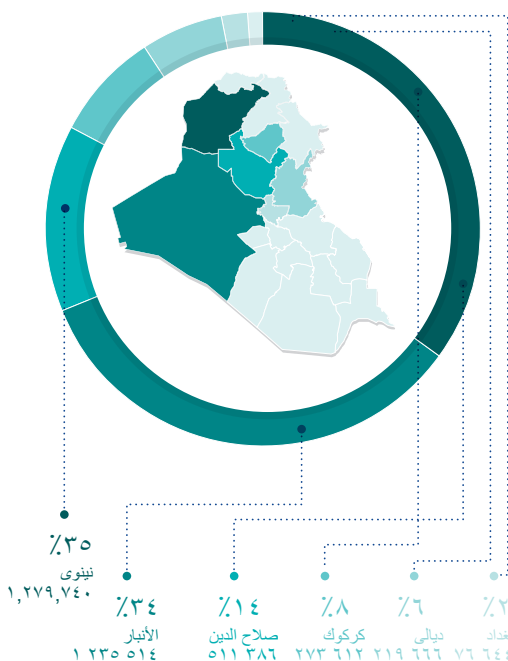 ٪٣٥
نينوى
١,٢٧٩,٧٤٠
٪٣٤
الأنبار
١ ٢٣٥ ٥١٤
٪١٤
صلاح الدين
٥١١ ٣٨٦
٪٨
كركوك
٢٧٣ ٦١٢
٪٦
ديالى
٢١٩ ٦٦٦